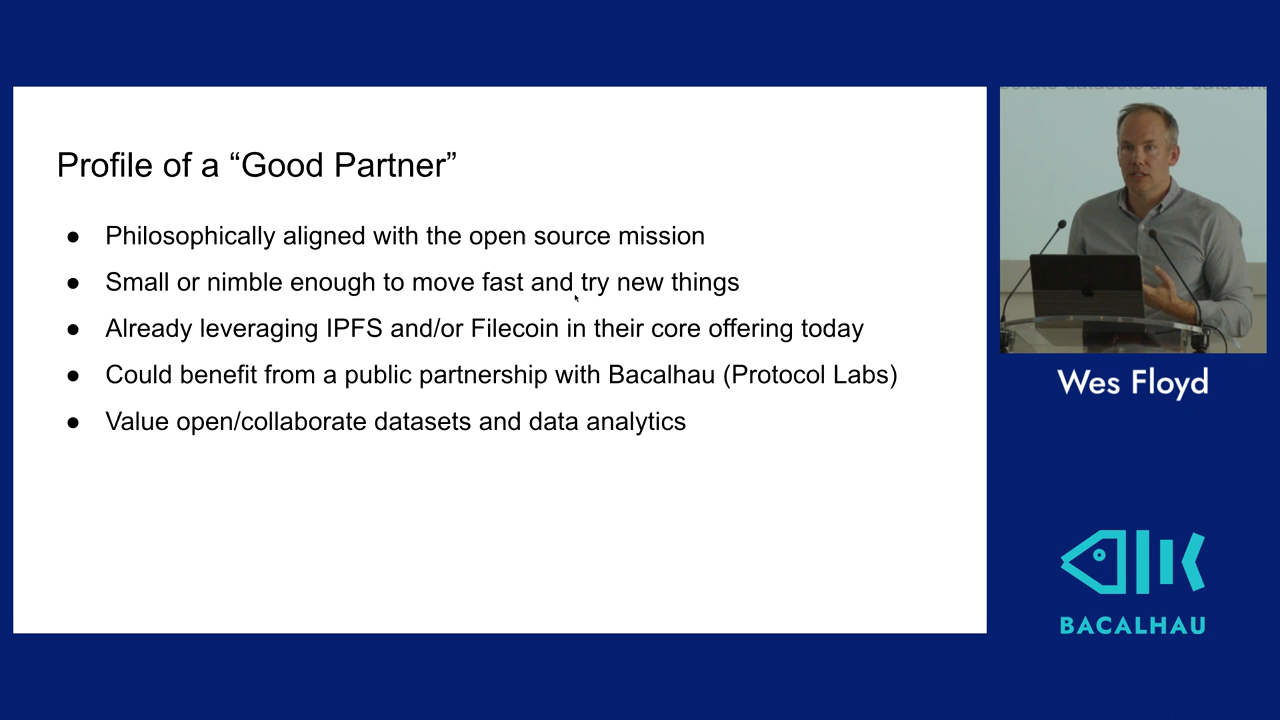 Profile of a “Good Partner”
● Philosophically aligned with the open source mission
● Small or nimble enough to move fast and try new things
● Already leveraging IPFS and/or Filecoin in their core offering today
● Could benefit from a public partnership with Bacalhau (Protocol Labs)
● Value open/collaborate datasets and data analytics
Wes Floyd
BACALHAU